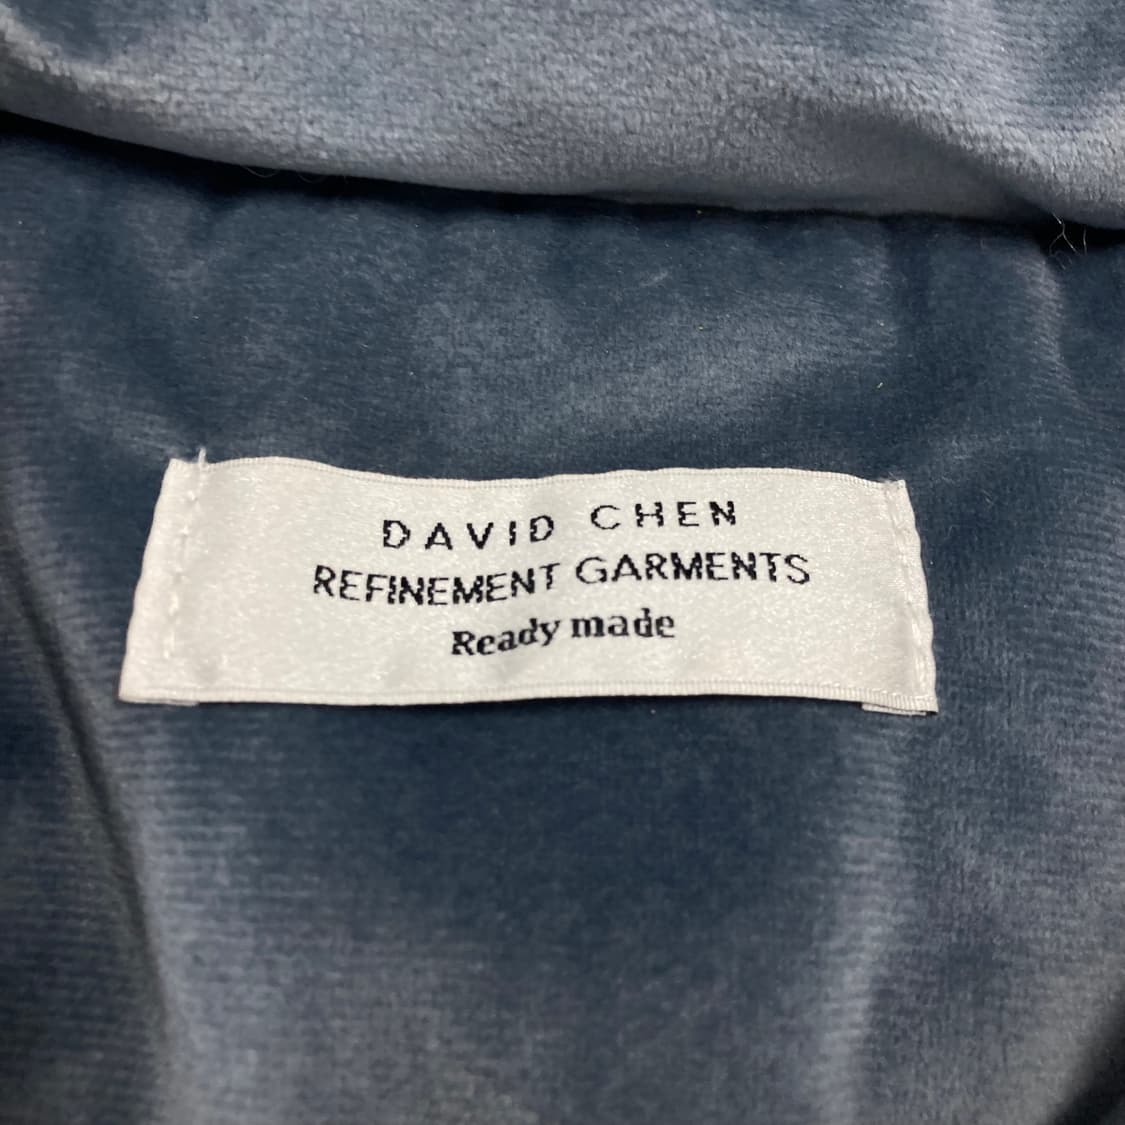 DAVID CHEN
REFINEMENT GARMENTS
Ready made